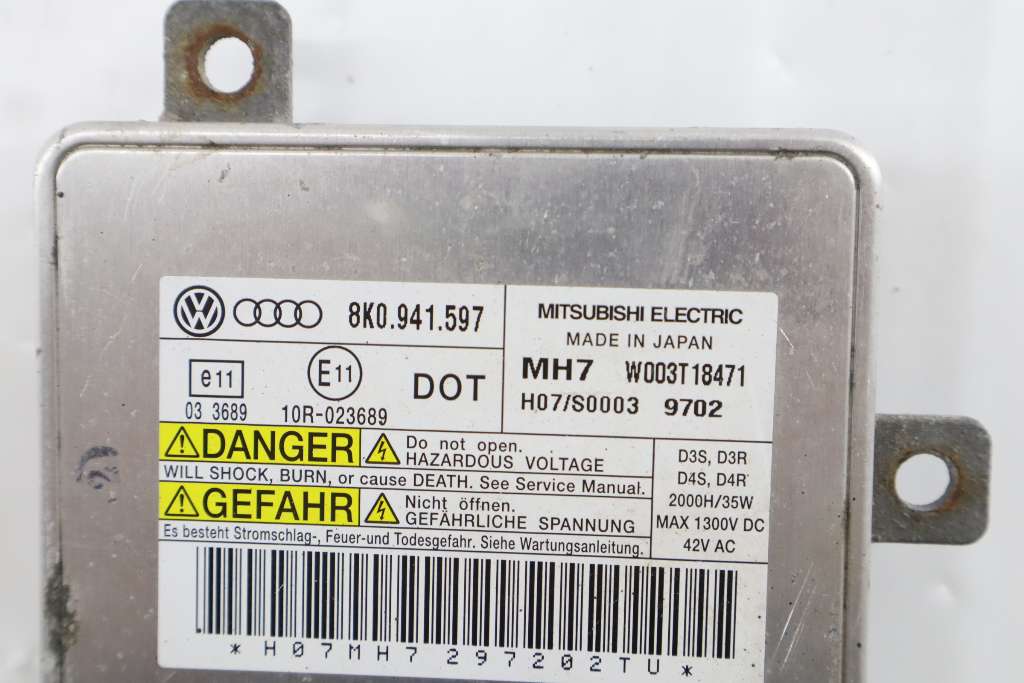 8K0.941.597
MITSUBISHI ELECTRIC
MADE IN JAPAN
MH7 W003T18471
H07/S0003 9702
e11
E11
DOT
03 3689 10R-023689
DANGER
Do not open.
HAZARDOUS VOLTAGE
WILL SHOCK, BURN, or cause DEATH. See Service Manual.
GEFAHR
Nicht öffnen.
GEFÄHRLICHE SPANNUNG
Es besteht Stromschlag-, Feuer-und Todesgefahr. Siehe Wartungsanleitung.
D3S, D3R
D4S, D4R
2000H/35W
MAX 1300V DC
42V AC
*H07MH7297202TU*